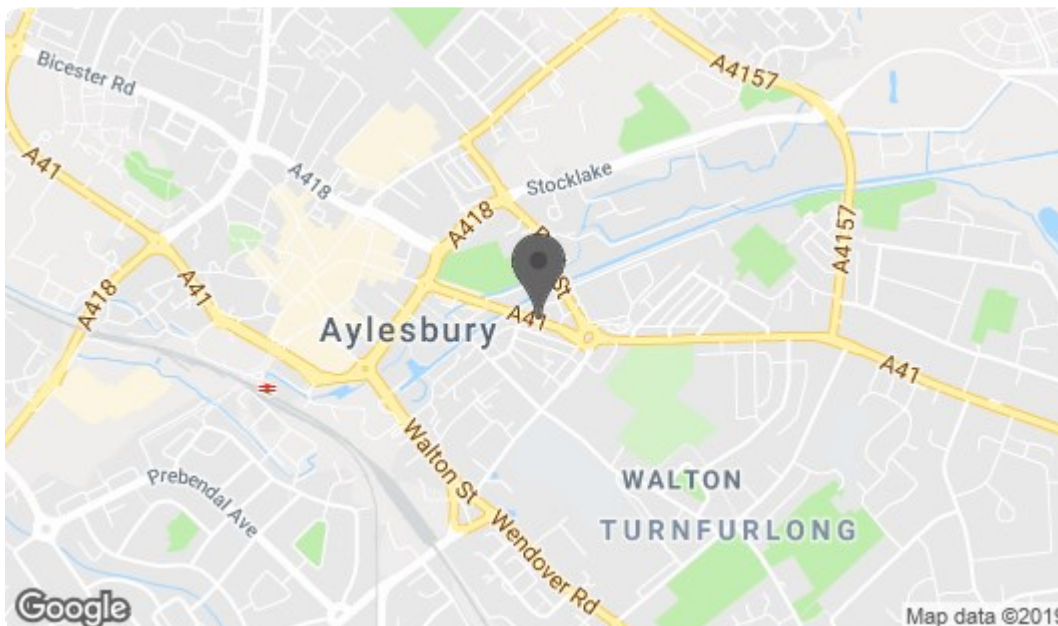 Bicester Rd
A4157
A41
A418
Stocklake
A418
A4157
A41
A418
St
A41
Aylesbury
A41
Walton St
WALTON
Prebendal Ave
TURNFURLONG
Wendover Rd
Google
Map data ©2019